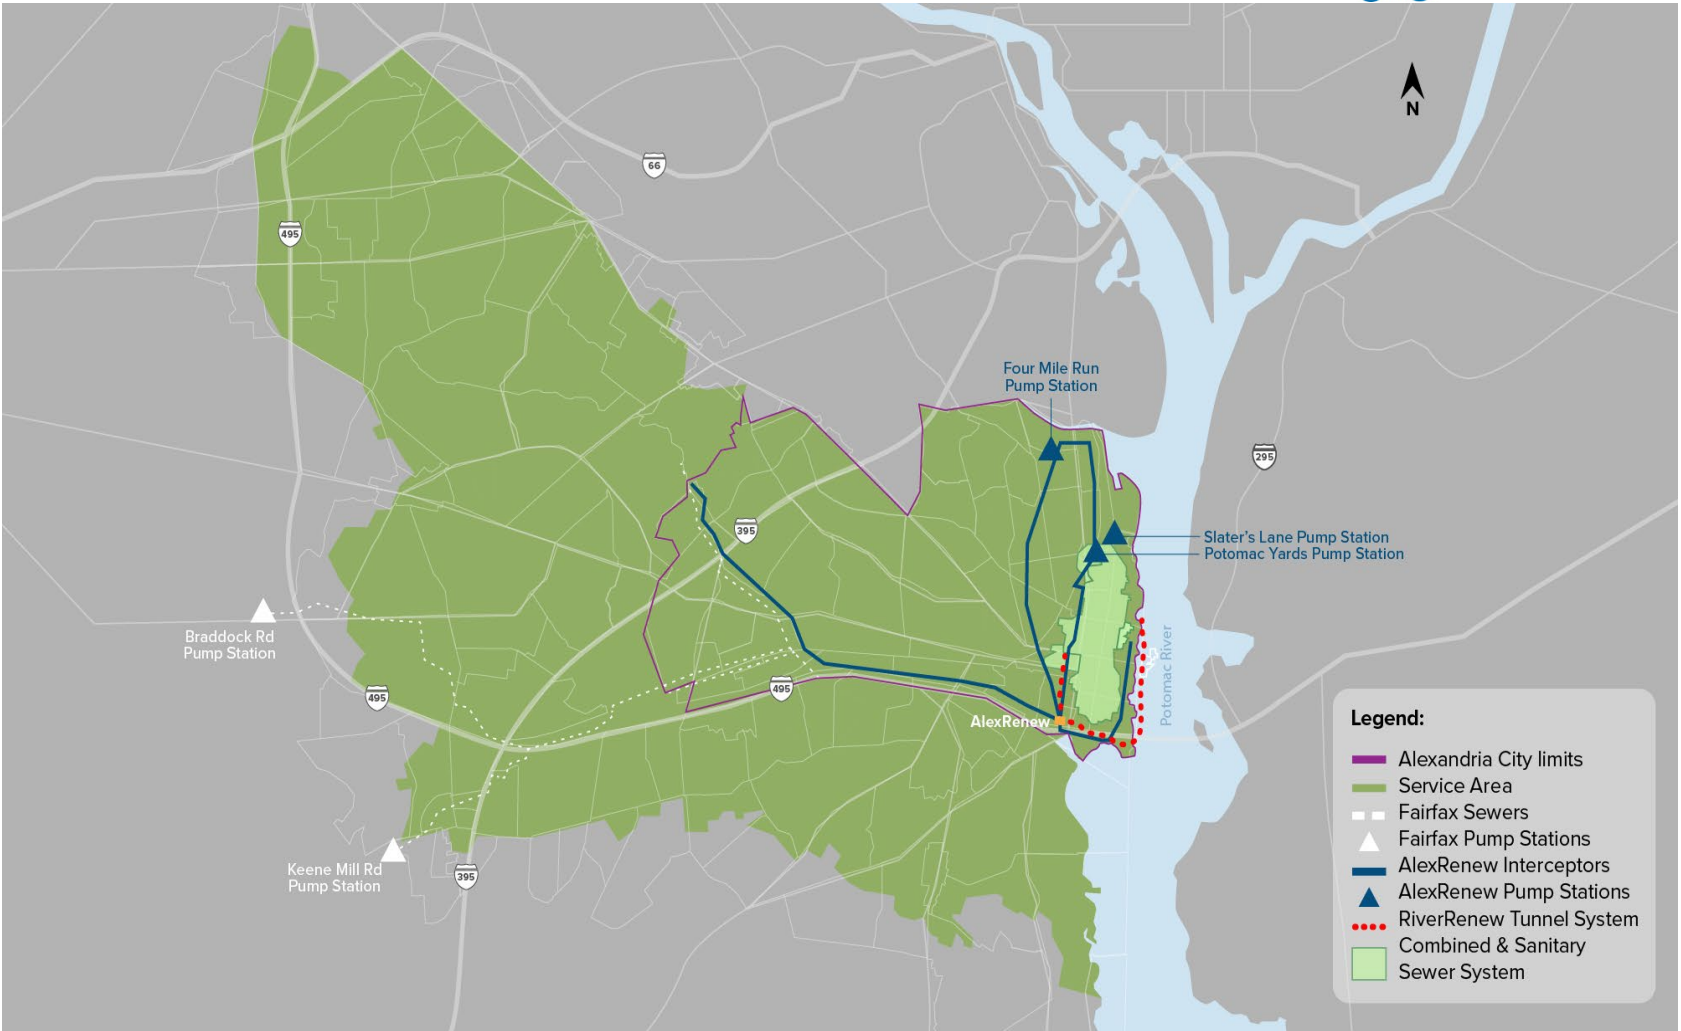 N
66
495
Four Mile Run
Pump Station
295
395
Slater's Lane Pump Station
Potomac Yards Pump Station
Braddock Rd
Pump Station
Potomac River
495
495
AlexRenew
Keene Mill Rd
Pump Station
395
Legend:
Alexandria City limits
Service Area
Fairfax Sewers
Fairfax Pump Stations
AlexRenew Interceptors
AlexRenew Pump Stations
RiverRenew Tunnel System
Combined & Sanitary
Sewer System